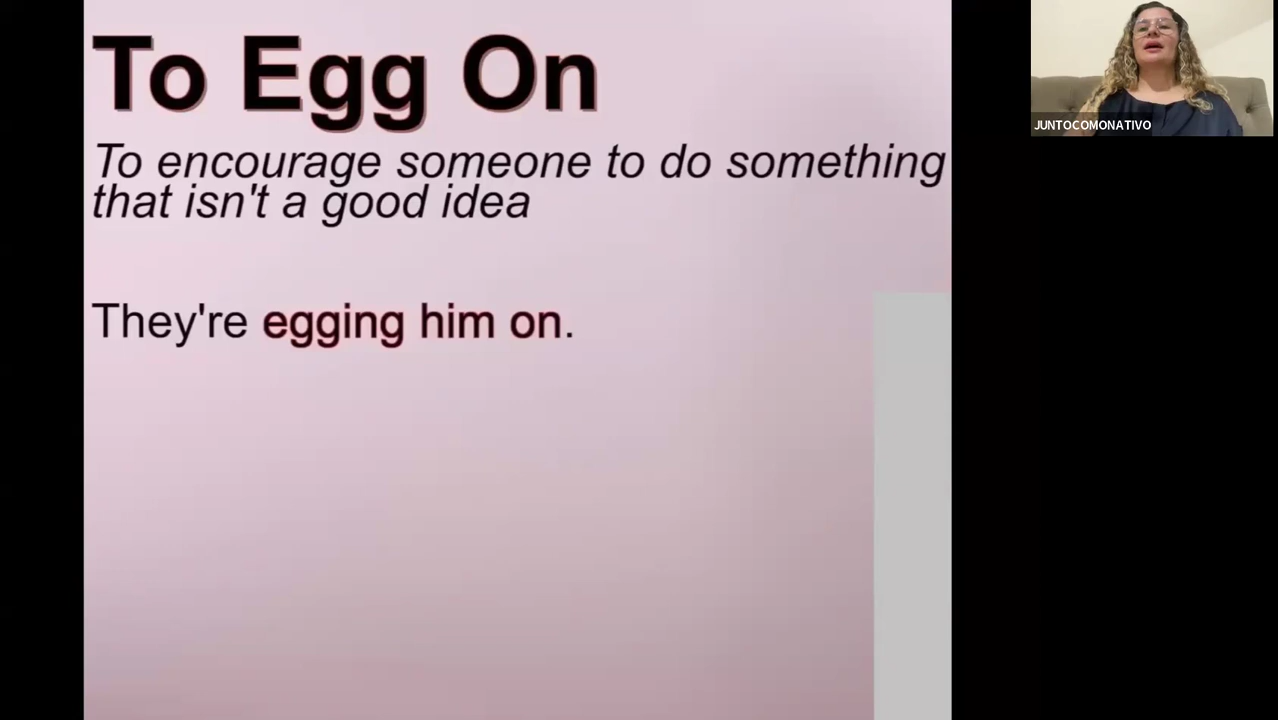 To Egg On
To encourage someone to do something
that isn't a good idea
They're egging him on.
JUNTOCOMONATIVO